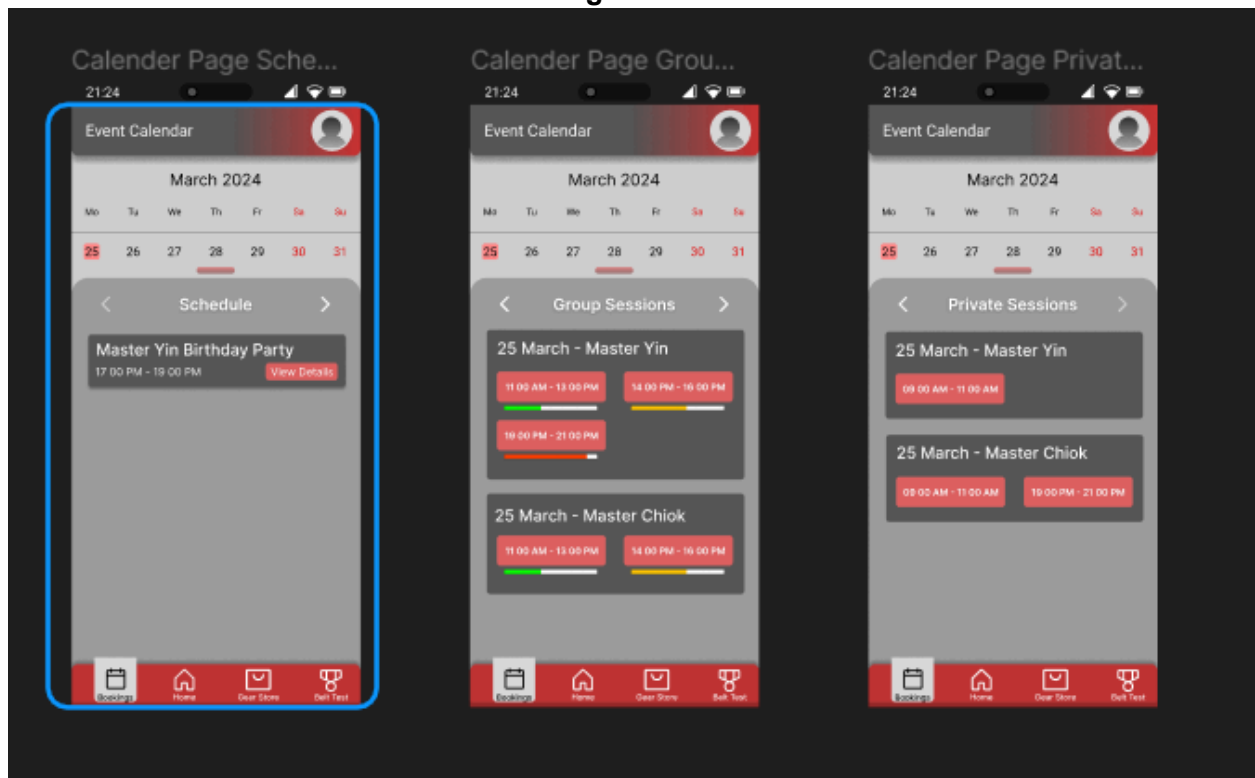 Calender Page Sche...
21:24
Event Calendar
March 2024
Mo Tu We Th Fr Sa Su
25 26 27 28 29 30 31
< Schedule >
Master Yin Birthday Party
17 00 PM - 19 00 PM View Details
Bookings Home Gear Store Belt Test
Calender Page Grou...
21:24
Event Calendar
March 2024
Mo Tu We Th Fr Sa Su
25 26 27 28 29 30 31
< Group Sessions >
25 March - Master Yin
11 00 AM - 13 00 PM 14 00 PM - 16 00 PM
19 00 PM - 21 00 PM
25 March - Master Chiok
11 00 AM - 13 00 PM 14 00 PM - 16 00 PM
Bookings Home Gear Store Belt Test
Calender Page Privat...
21:24
Event Calendar
March 2024
Mo Tu We Th Fr Sa Su
25 26 27 28 29 30 31
< Private Sessions >
25 March - Master Yin
09 00 AM - 11 00 AM
25 March - Master Chiok
09 00 AM - 11 00 AM 19 00 PM - 21 00 PM
Bookings Home Gear Store Belt Test